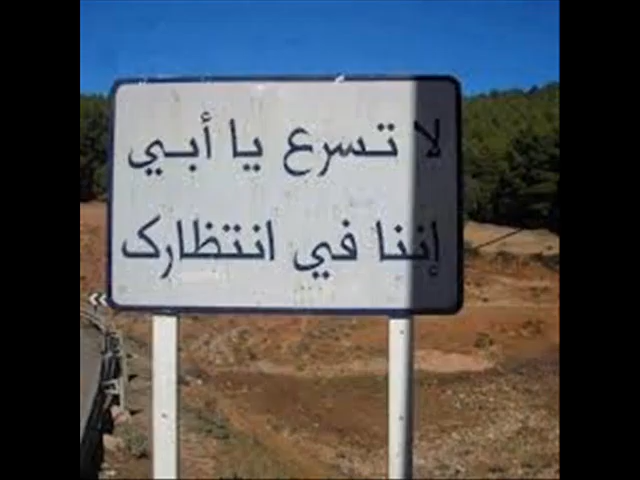 لا تسرع يا أبي
إننا في انتظارك